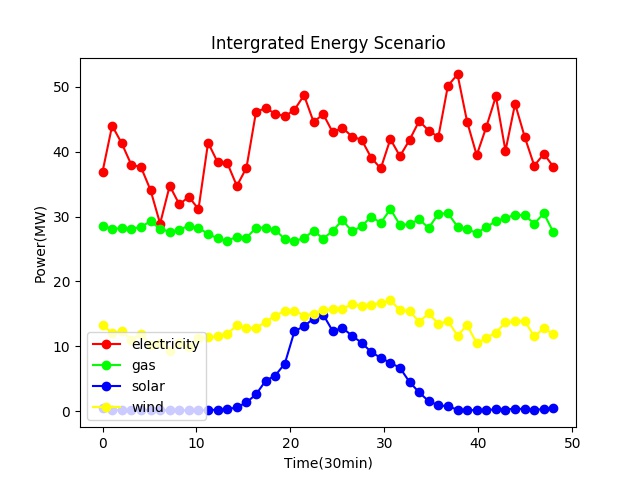 Intergrated Energy Scenario
Power(MW)
50
40
30
20
10
0
electricity
gas
solar
wind
0 10 20 30 40 50
Time(30min)